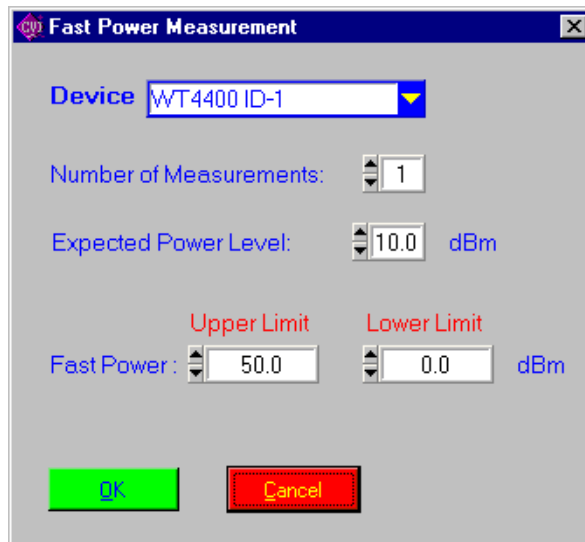 CVI Fast Power Measurement
Device WT4400 ID-1
Number of Measurements: 1
Expected Power Level: 10.0 dBm
Upper Limit Lower Limit
Fast Power : 50.0 0.0 dBm
OK Cancel